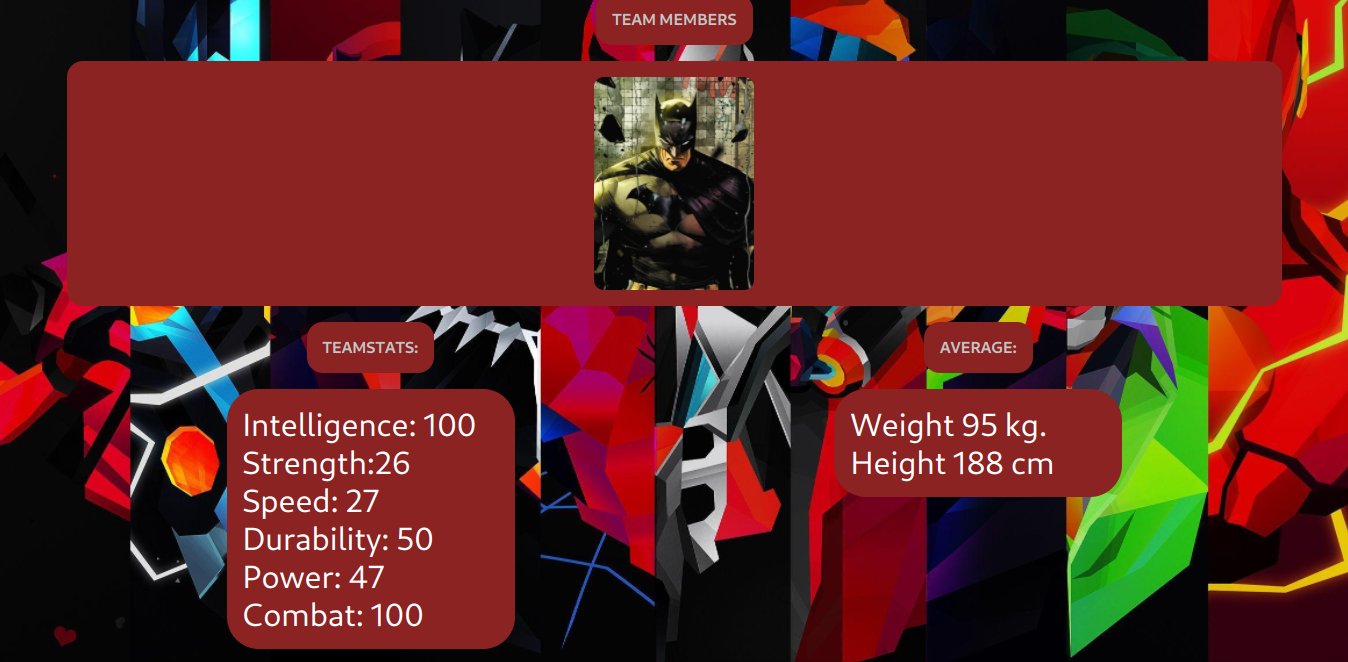 TEAM MEMBERS
TEAMSTATS:
Intelligence: 100
Strength:26
Speed: 27
Durability: 50
Power: 47
Combat: 100
AVERAGE:
Weight 95 kg.
Height 188 cm